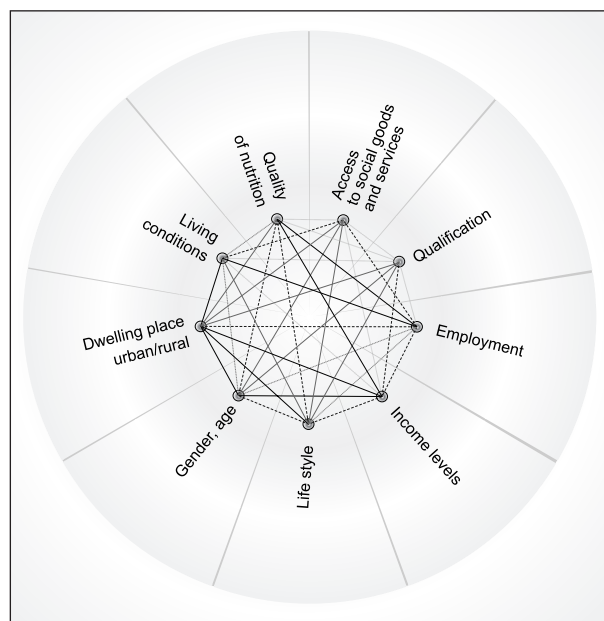 Quality
of nutrition
Access
to social goods
and services
Living
conditions
Qualification
Dwelling place
urban/rural
Employment
Gender, age
Life style
Income levels